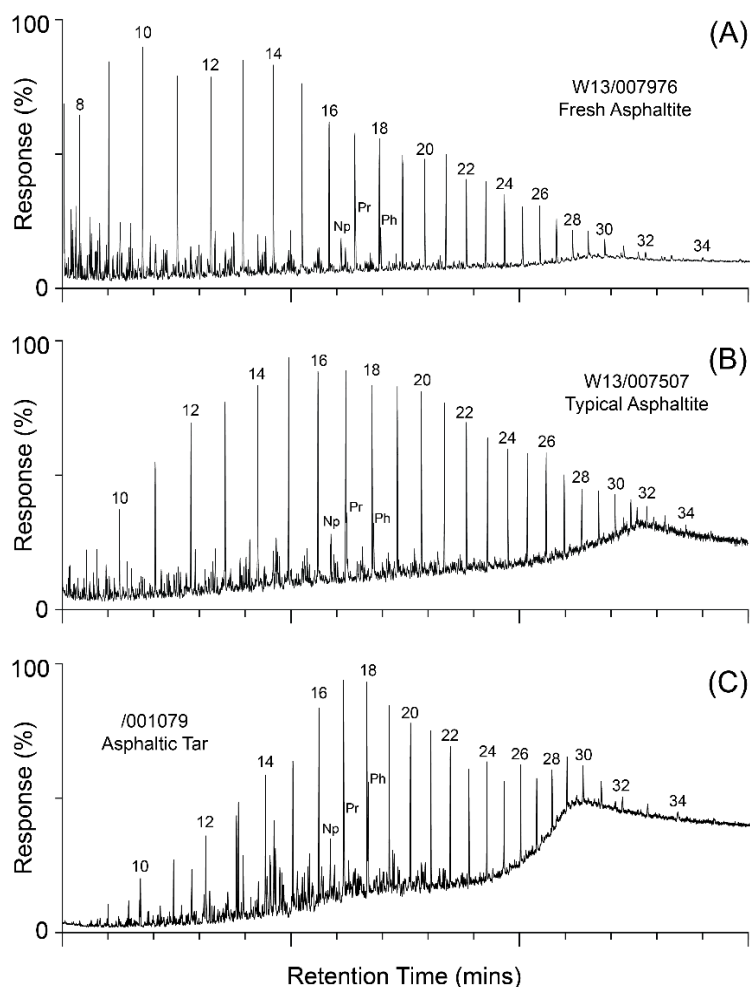 100
(A)
10
14
12
8
W13/007976
Fresh Asphaltite
Response (%)
16
18
20
22
24
26
28
30
32
34
Np
Pr
Ph
0
100
(B)
16
18
14
20
12
22
24
26
10
28
30
32
34
W13/007507
Typical Asphaltite
Response (%)
Np
Pr
Ph
0
100
(C)
18
16
/001079
Asphaltic Tar
20
22
14
24
26
28
30
12
32
34
10
Response (%)
Np
Pr
Ph
0
Retention Time (mins)